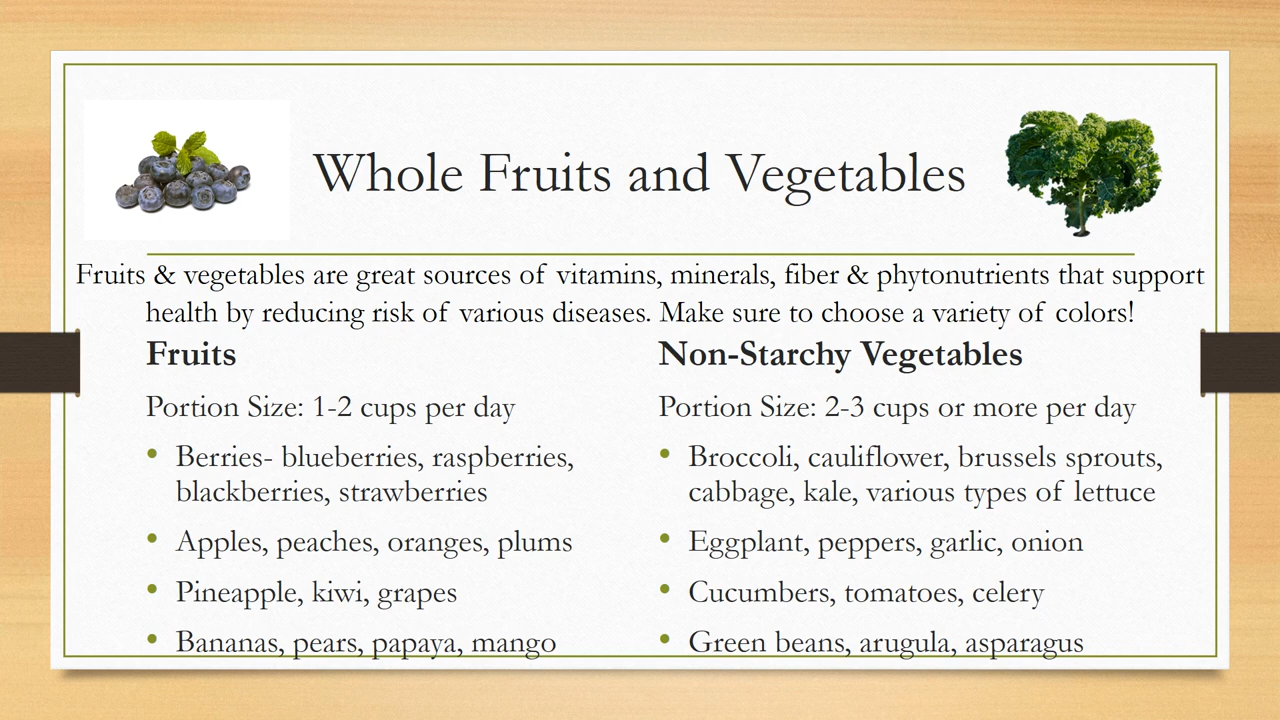 Whole Fruits and Vegetables
Fruits & vegetables are great sources of vitamins, minerals, fiber & phytonutrients that support
health by reducing risk of various diseases. Make sure to choose a variety of colors!
Fruits
Portion Size: 1-2 cups per day
• Berries- blueberries, raspberries,
blackberries, strawberries
• Apples, peaches, oranges, plums
• Pineapple, kiwi, grapes
• Bananas, pears, papaya, mango
Non-Starchy Vegetables
Portion Size: 2-3 cups or more per day
• Broccoli, cauliflower, brussels sprouts,
cabbage, kale, various types of lettuce
• Eggplant, peppers, garlic, onion
• Cucumbers, tomatoes, celery
• Green beans, arugula, asparagus